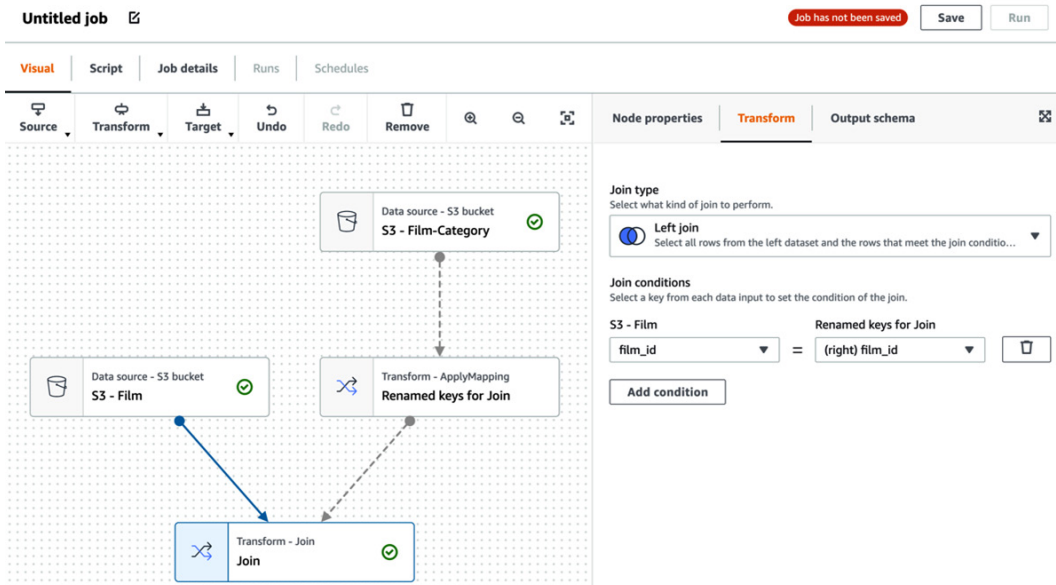 Untitled job
Job has not been saved
Save
Run
Visual
Script
Job details
Runs
Schedules
Source
Transform
Target
Undo
Redo
Remove
Node properties
Transform
Output schema
Data source - S3 bucket
S3 - Film-Category
Data source - S3 bucket
S3 - Film
Transform - ApplyMapping
Renamed keys for Join
Transform - Join
Join
Join type
Select what kind of join to perform.
Left join
Select all rows from the left dataset and the rows that meet the join conditio...
Join conditions
Select a key from each data input to set the condition of the join.
S3 - Film
Renamed keys for Join
film_id
=
(right) film_id
Add condition